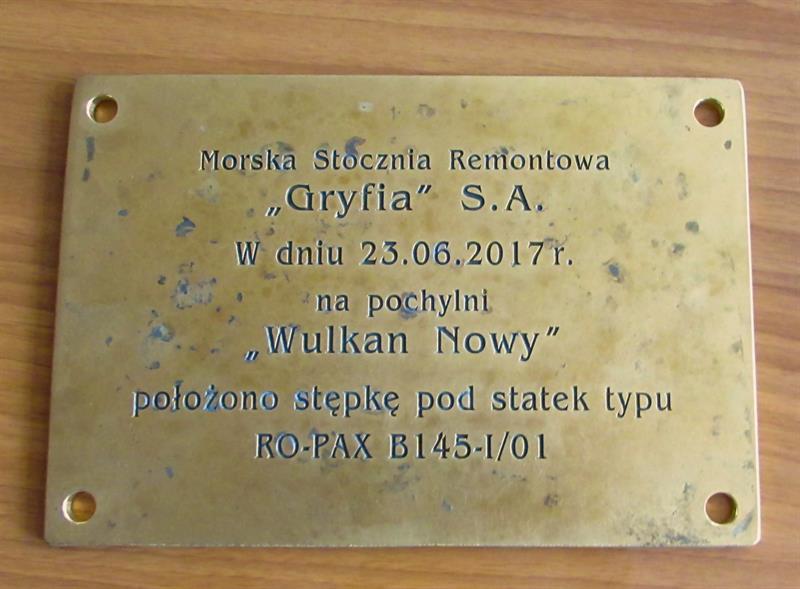 Morska Stocznia Remontowa
„Gryfia” S.A.
W dniu 23.06.2017 r.
na pochylni
„Wulkan Nowy”
położono stępkę pod statek typu
RO-PAX B145-I/01